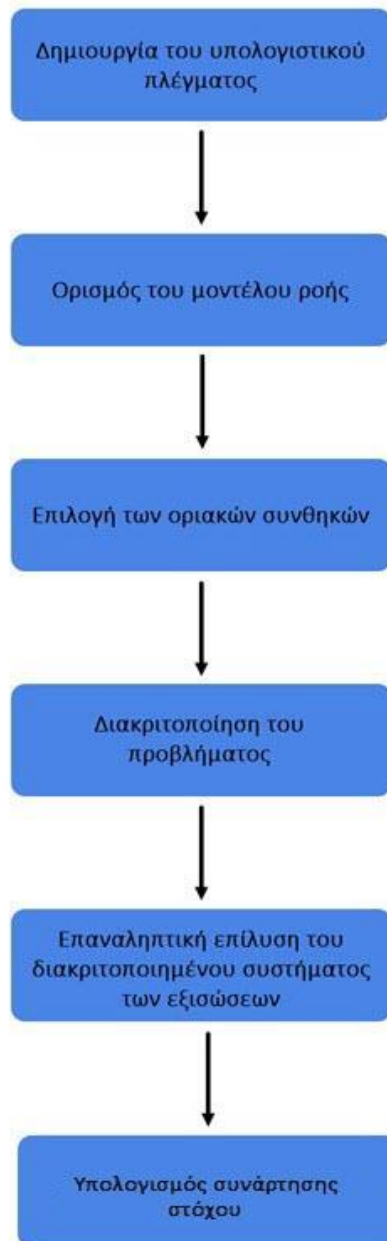 Δημιουργία του υπολογιστικού
πλέγματος
Ορισμός του μοντέλου ροής
Επιλογή των οριακών συνθηκών
Διακριτοποίηση του
προβλήματος
Επαναληπτική επίλυση του
διακριτοποιημένου συστήματος
των εξισώσεων
Υπολογισμός συνάρτησης
στόχου